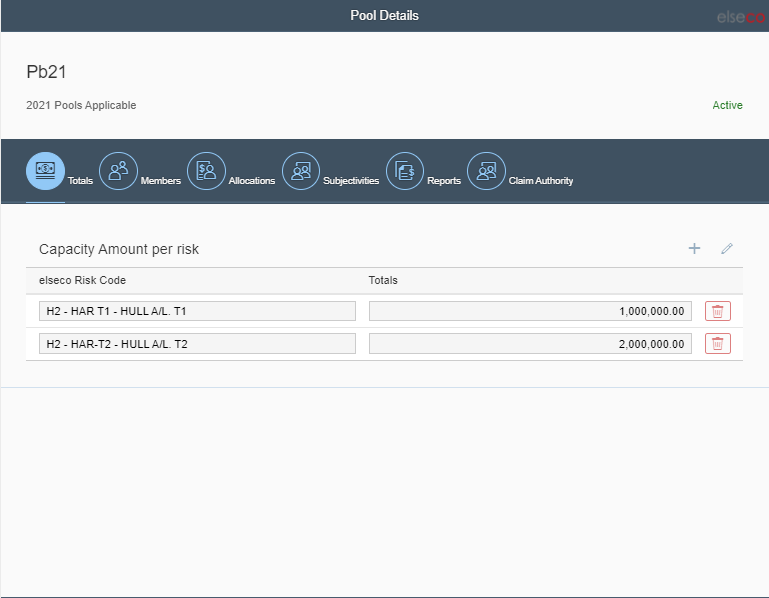 Pool Details
elseco
Pb21
2021 Pools Applicable
Active
Totals
Members
Allocations
Subjectivities
Reports
Claim Authority
Capacity Amount per risk
elseco Risk Code Totals
H2 - HAR T1 - HULL A/L. T1 1,000,000.00
H2 - HAR-T2 - HULL A/L. T2 2,000,000.00